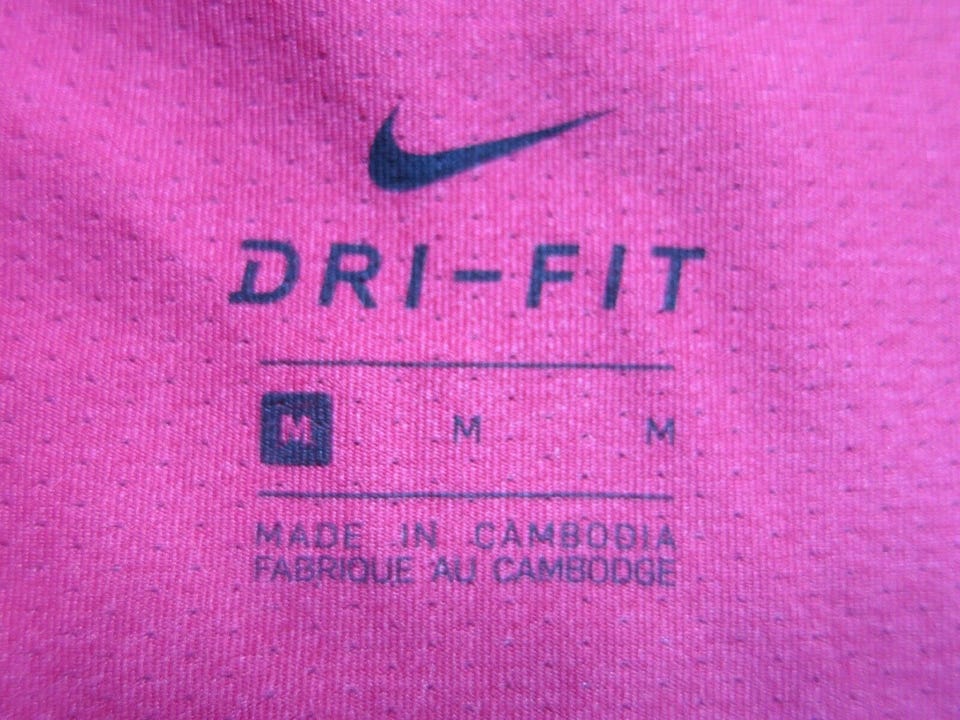 DRI-FIT
M M M
MADE IN CAMBODIA
FABRIQUE AU CAMBODGE